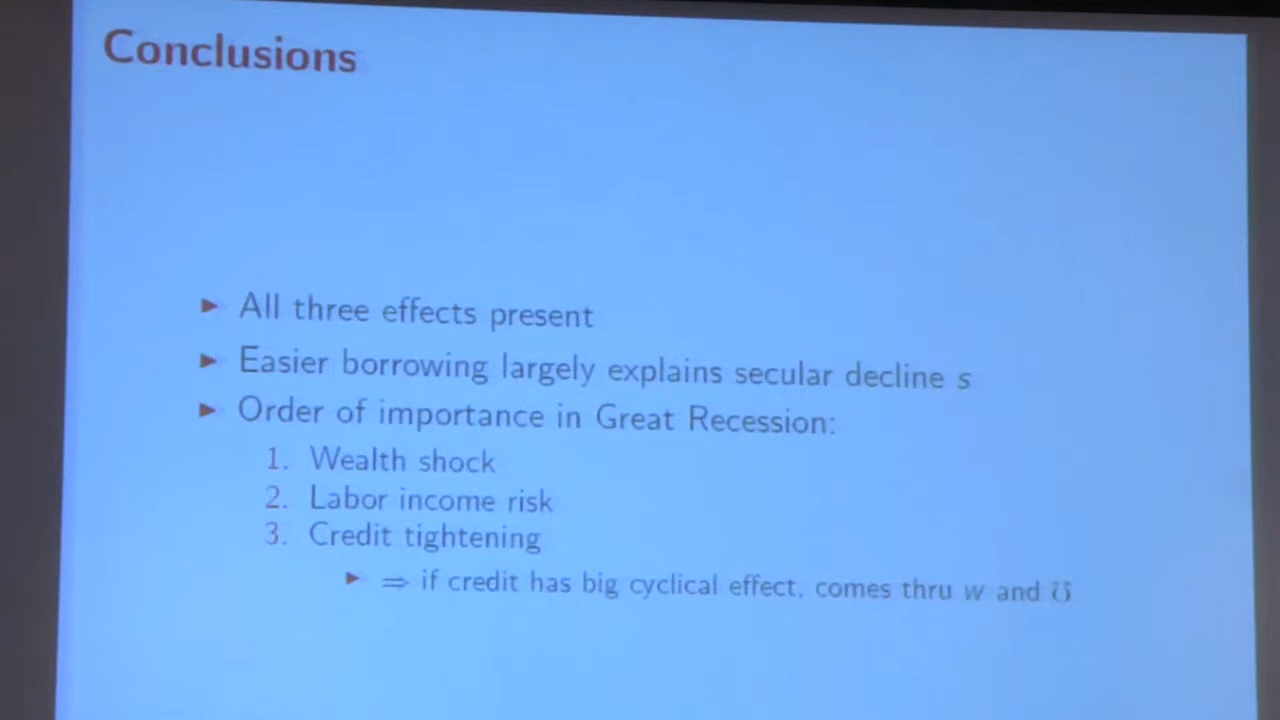 Conclusions
All three effects present
Easier borrowing largely explains secular decline s
Order of importance in Great Recession:
1. Wealth shock
2. Labor income risk
3. Credit tightening
⇒ if credit has big cyclical effect, comes thru w and ℧